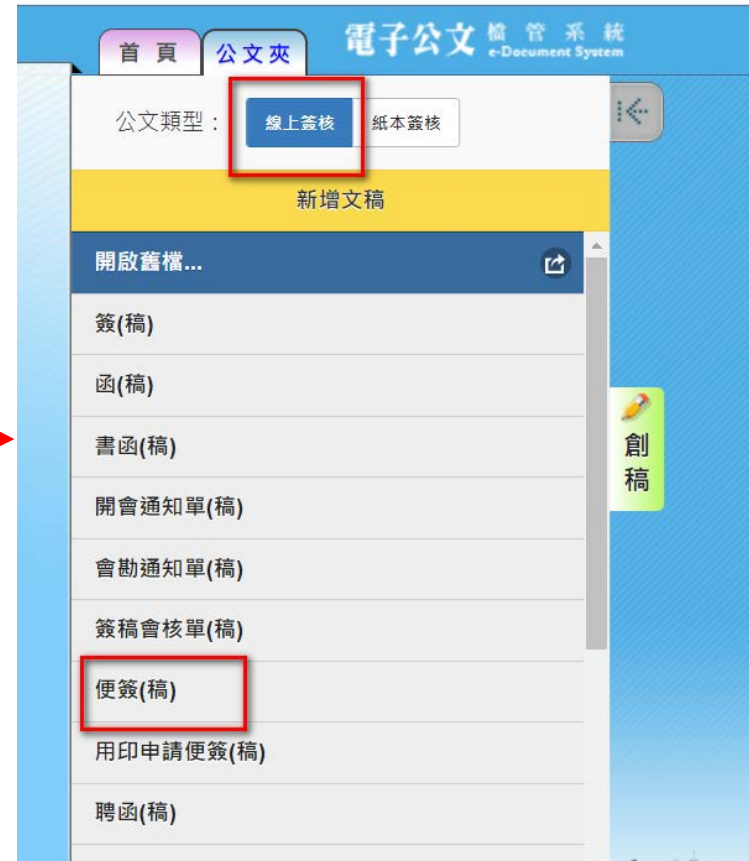 首頁 公文夾 電子公文 檔管系統
e-Document System
公文類型： 線上簽核 紙本簽核
新增文稿
開啟舊檔...
簽(稿)
函(稿)
書函(稿)
創稿
開會通知單(稿)
會勘通知單(稿)
簽稿會核單(稿)
便簽(稿)
用印申請便簽(稿)
聘函(稿)